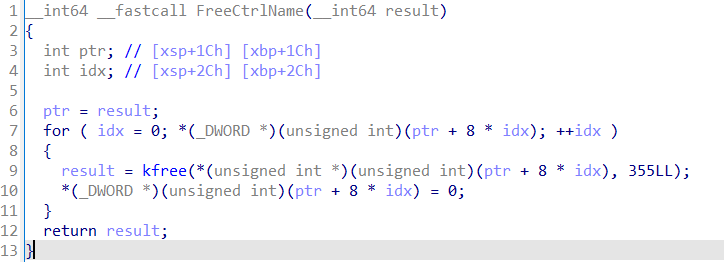 1 __int64 __fastcall FreeCtrlName(__int64 result)
2 {
3   int ptr; // [xsp+1Ch] [xbp+1Ch]
4   int idx; // [xsp+2Ch] [xbp+2Ch]
5
6   ptr = result;
7   for ( idx = 0; *(_DWORD *)(unsigned int)(ptr + 8 * idx); ++idx )
8   {
9     result = kfree(*(unsigned int *)(unsigned int)(ptr + 8 * idx), 355LL);
10     *(_DWORD *)(unsigned int)(ptr + 8 * idx) = 0;
11   }
12   return result;
13 }